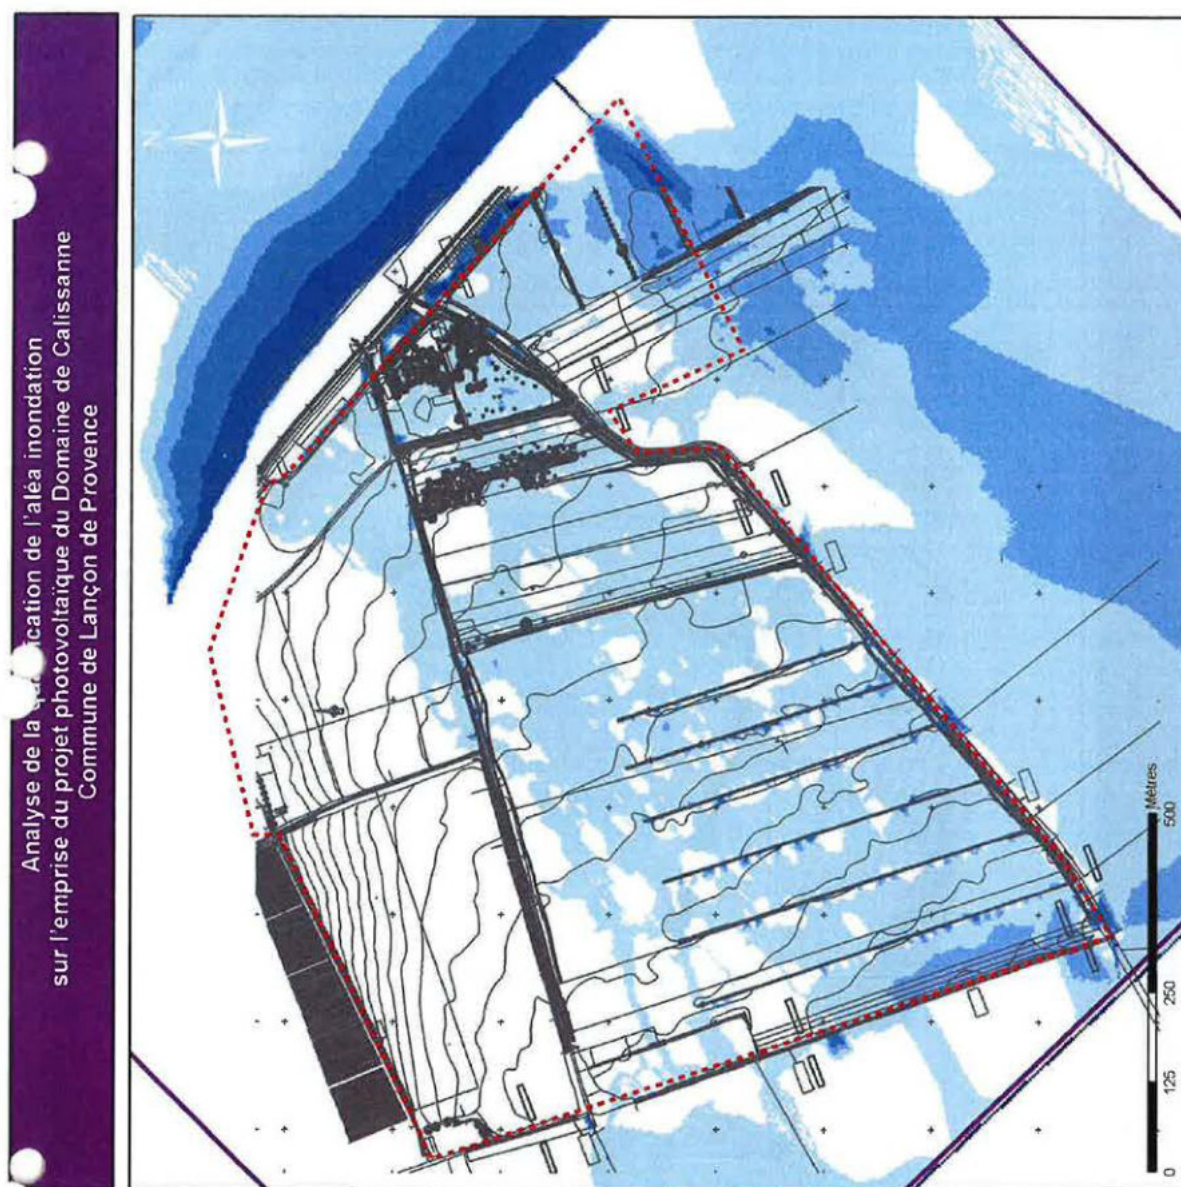 Analyse de la de l'aléa inondation
sur l'emprise du projet photovoltaïque du Domaine de Calissanne
Commune de Lançon de Provence
0 125 250 500
Mètres